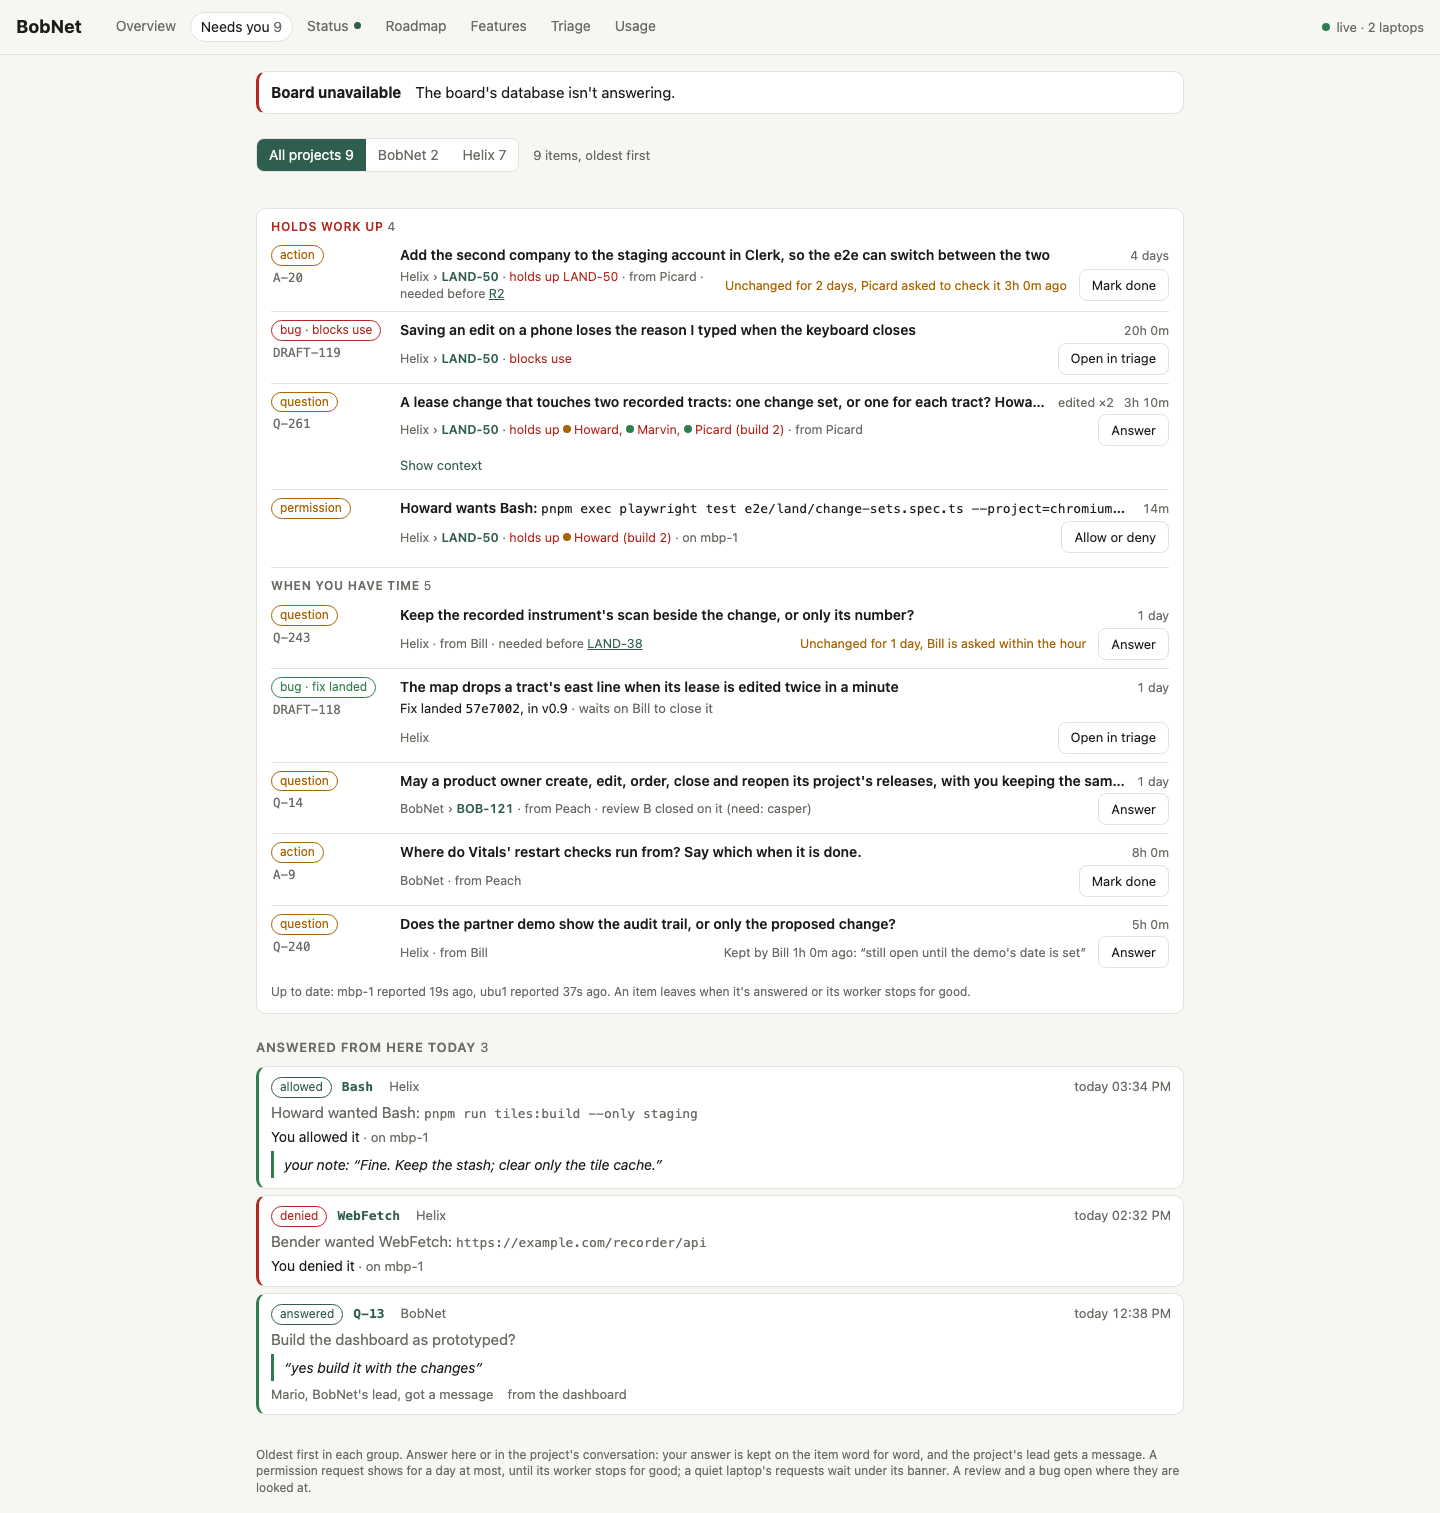 BobNet
Overview
Needs you 9
Status
Roadmap
Features
Triage
Usage
live · 2 laptops
Board unavailable The board's database isn't answering.
All projects 9
BobNet 2
Helix 7
9 items, oldest first
HOLDS WORK UP 4
action
Add the second company to the staging account in Clerk, so the e2e can switch between the two
4 days
A-20
Helix › LAND-50 · holds up LAND-50 · from Picard ·
needed before R2
Unchanged for 2 days, Picard asked to check it 3h 0m ago
Mark done
bug · blocks use
Saving an edit on a phone loses the reason I typed when the keyboard closes
20h 0m
DRAFT-119
Helix › LAND-50 · blocks use
Open in triage
question
A lease change that touches two recorded tracts: one change set, or one for each tract? Howa...
edited ×2 3h 10m
Q-261
Helix › LAND-50 · holds up Howard, Marvin, Picard (build 2) · from Picard
Answer
Show context
permission
Howard wants Bash: pnpm exec playwright test e2e/land/change-sets.spec.ts --project=chromium...
14m
Helix › LAND-50 · holds up Howard (build 2) · on mbp-1
Allow or deny
WHEN YOU HAVE TIME 5
question
Keep the recorded instrument's scan beside the change, or only its number?
1 day
Q-243
Helix · from Bill · needed before LAND-38
Unchanged for 1 day, Bill is asked within the hour
Answer
bug · fix landed
The map drops a tract's east line when its lease is edited twice in a minute
1 day
DRAFT-118
Fix landed 57e7002, in v0.9 · waits on Bill to close it
Helix
Open in triage
question
May a product owner create, edit, order, close and reopen its project's releases, with you keeping the sam...
1 day
Q-14
BobNet › BOB-121 · from Peach · review B closed on it (need: casper)
Answer
action
Where do Vitals' restart checks run from? Say which when it is done.
8h 0m
A-9
BobNet · from Peach
Mark done
question
Does the partner demo show the audit trail, or only the proposed change?
5h 0m
Q-240
Helix · from Bill
Kept by Bill 1h 0m ago: “still open until the demo's date is set”
Answer
Up to date: mbp-1 reported 19s ago, ubu1 reported 37s ago. An item leaves when it's answered or its worker stops for good.
ANSWERED FROM HERE TODAY 3
allowed Bash Helix
today 03:34 PM
Howard wanted Bash: pnpm run tiles:build --only staging
You allowed it · on mbp-1
your note: “Fine. Keep the stash; clear only the tile cache.”
denied WebFetch Helix
today 02:32 PM
Bender wanted WebFetch: https://example.com/recorder/api
You denied it · on mbp-1
answered Q-13 BobNet
today 12:38 PM
Build the dashboard as prototyped?
“yes build it with the changes”
Mario, BobNet's lead, got a message from the dashboard
Oldest first in each group. Answer here or in the project's conversation: your answer is kept on the item word for word, and the project's lead gets a message. A
permission request shows for a day at most, until its worker stops for good; a quiet laptop's requests wait under its banner. A review and a bug open where they are
looked at.